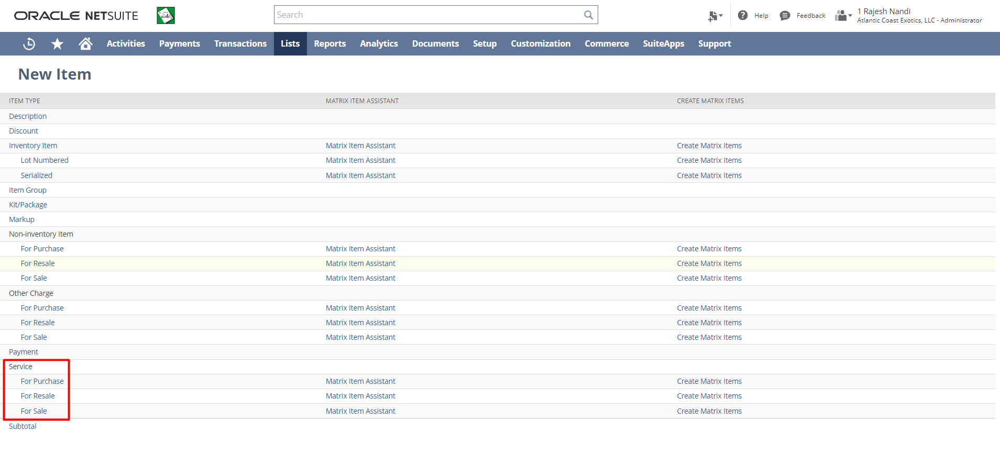 ORACLE NETSUITE
Search
Help
Feedback
1 Rajesh Nandi
Atlantic Coast Exotics, LLC - Administrator
Activities Payments Transactions Lists Reports Analytics Documents Setup Customization Commerce SuiteApps Support
New Item
ITEM TYPE MATRIX ITEM ASSISTANT CREATE MATRIX ITEMS
Description
Discount
Inventory Item Matrix Item Assistant Create Matrix Items
Lot Numbered Matrix Item Assistant Create Matrix Items
Serialized Matrix Item Assistant Create Matrix Items
Item Group
Kit/Package
Markup
Non-inventory Item
For Purchase Matrix Item Assistant Create Matrix Items
For Resale Matrix Item Assistant Create Matrix Items
For Sale Matrix Item Assistant Create Matrix Items
Other Charge
For Purchase Matrix Item Assistant Create Matrix Items
For Resale Matrix Item Assistant Create Matrix Items
For Sale Matrix Item Assistant Create Matrix Items
Payment
Service
For Purchase Matrix Item Assistant Create Matrix Items
For Resale Matrix Item Assistant Create Matrix Items
For Sale Matrix Item Assistant Create Matrix Items
Subtotal